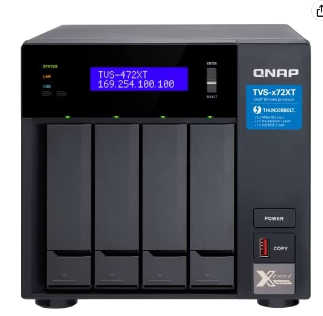 STATUS
LAN
USB
TVS-472XT
169.254.100.100
ENTER
SELECT
QNAP
TVS-x72XT
THUNDERBOLT
POWER
COPY